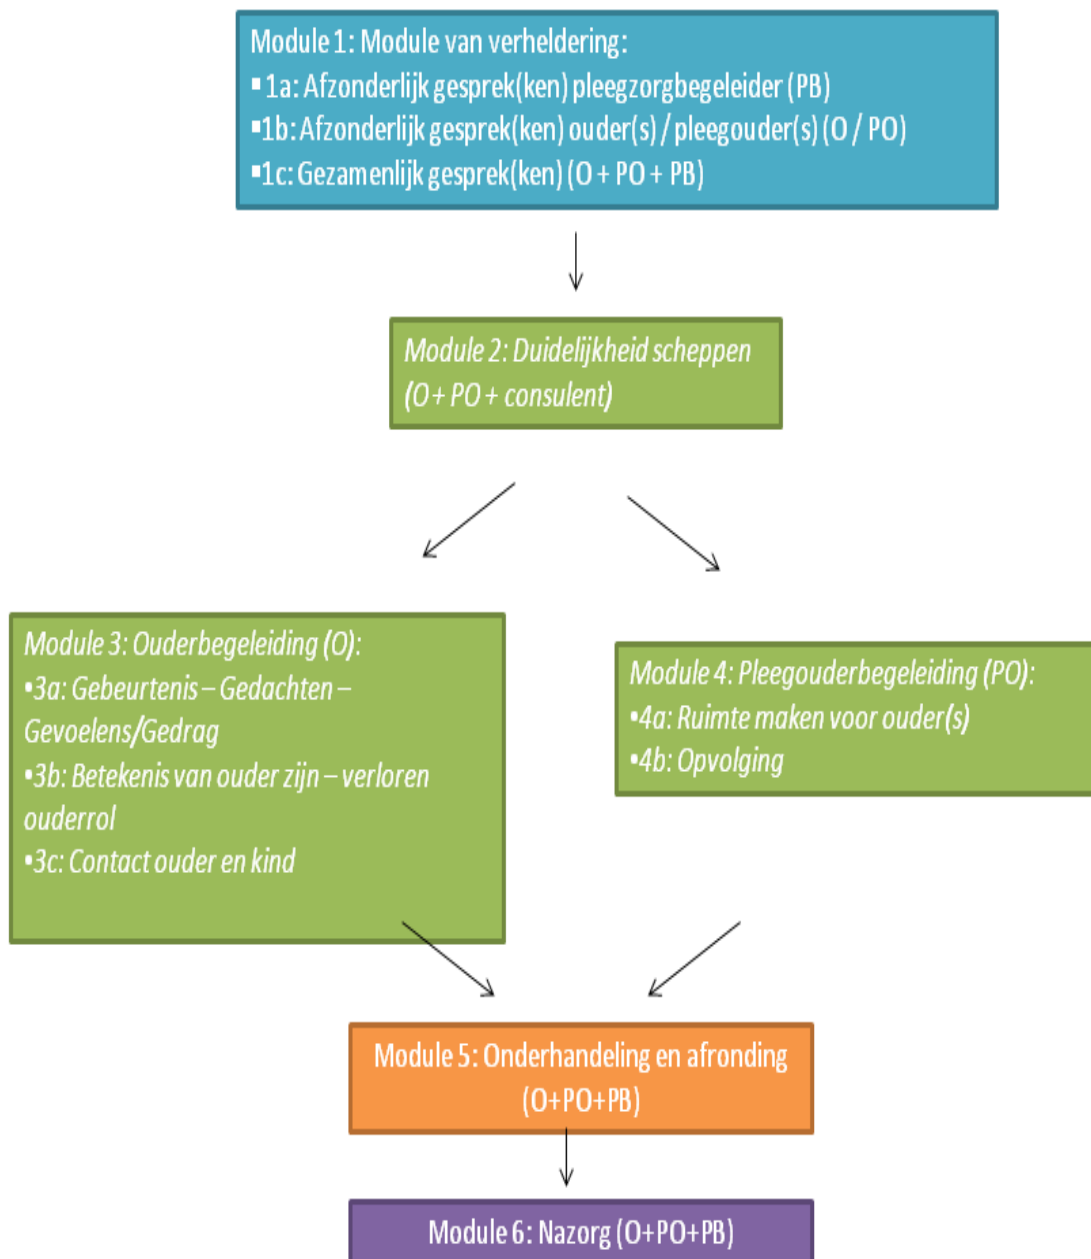 Module 1: Module van verheldering:
▪1a: Afzonderlijk gesprek(ken) pleegzorgbegeleider (PB)
▪1b: Afzonderlijk gesprek(ken) ouder(s) / pleegouder(s) (O / PO)
▪1c: Gezamenlijk gesprek(ken) (O + PO + PB)
Module 2: Duidelijkheid scheppen
(O + PO + consulent)
Module 3: Ouderbegeleiding (O):
•3a: Gebeurtenis – Gedachten –
Gevoelens/Gedrag
•3b: Betekenis van ouder zijn – verloren
ouderrol
•3c: Contact ouder en kind
Module 4: Pleegouderbegeleiding (PO):
•4a: Ruimte maken voor ouder(s)
•4b: Opvolging
Module 5: Onderhandeling en afronding
(O+PO+PB)
Module 6: Nazorg (O+PO+PB)